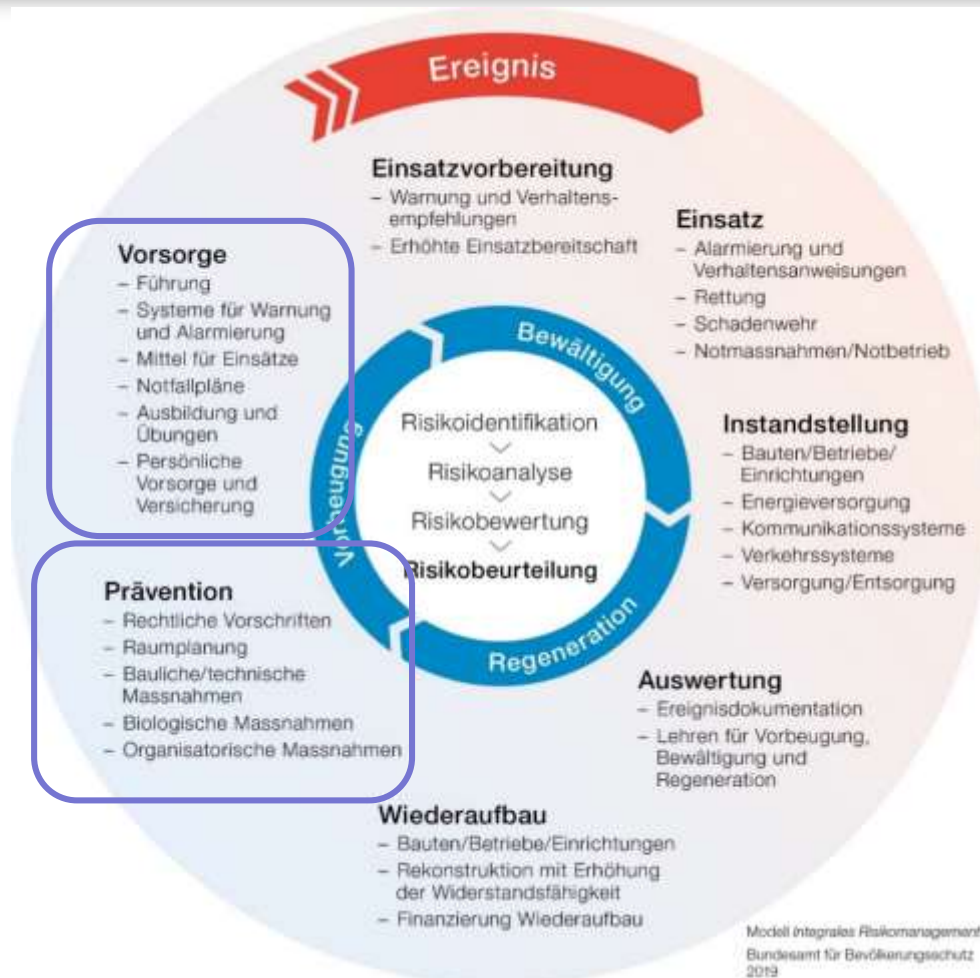 Ereignis
Einsatzvorbereitung
– Warnung und Verhaltens-
empfehlungen
– Erhöhte Einsatzbereitschaft
Einsatz
– Alarmierung und
Verhaltensanweisungen
– Rettung
– Schadenwehr
– Notmassnahmen/Notbetrieb
Vorsorge
– Führung
– Systeme für Warnung
und Alarmierung
– Mittel für Einsätze
– Notfallpläne
– Ausbildung und
Übungen
– Persönliche
Vorsorge und
Versicherung
Bewältigung
Vorbeugung
Regeneration
Risikoidentifikation
Risikoanalyse
Risikobewertung
Risikobeurteilung
Instandstellung
– Bauten/Betriebe/
Einrichtungen
– Energieversorgung
– Kommunikationssysteme
– Verkehrssysteme
– Versorgung/Entsorgung
Prävention
– Rechtliche Vorschriften
– Raumplanung
– Bauliche/technische
Massnahmen
– Biologische Massnahmen
– Organisatorische Massnahmen
Auswertung
– Ereignisdokumentation
– Lehren für Vorbeugung,
Bewältigung und
Regeneration
Wiederaufbau
– Bauten/Betriebe/Einrichtungen
– Rekonstruktion mit Erhöhung
der Widerstandsfähigkeit
– Finanzierung Wiederaufbau
Modell Integrales Risikomanagement
Bundesamt für Bevölkerungsschutz
2019